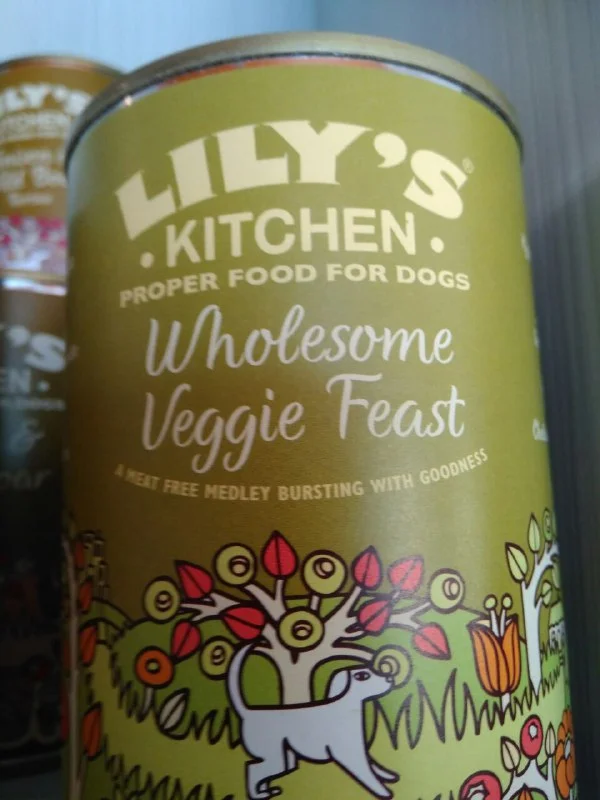 LILY'S®
· KITCHEN ·
PROPER FOOD FOR DOGS
Wholesome
Veggie Feast
A MEAT FREE MEDLEY BURSTING WITH GOODNESS